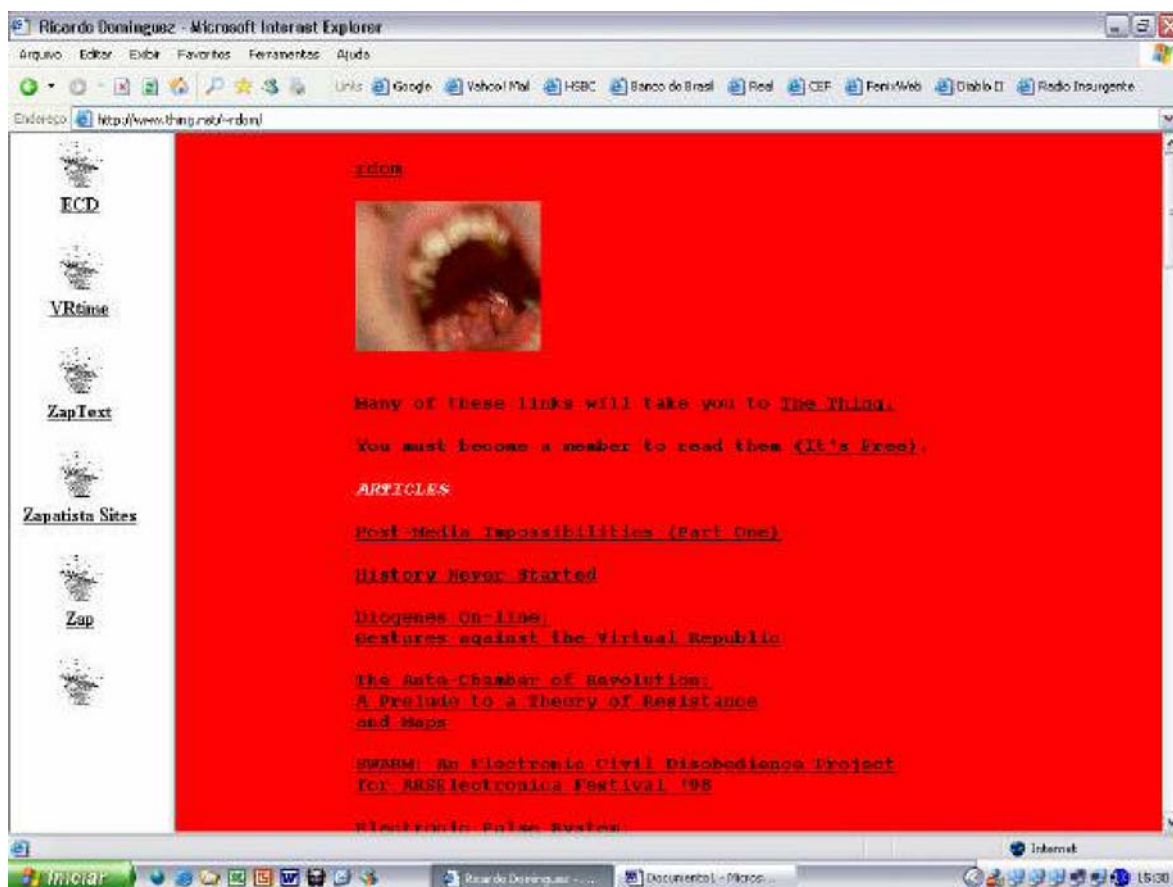 Ricardo Dominguez - Microsoft Internet Explorer
Arquivo Editar Exibir Favoritos Ferramentas Ajuda
Links Google Yahoo! Mail HSBC Banco do Brasil Real CEF FenixWeb Diablo II Radio Insurgente
Endereço http://www.thing.net/~rdom/
ECD
VRtime
ZapText
Zapatista Sites
Zap
rdom
Many of these links will take you to The Thing.
You must become a member to read them (It's Free).
ARTICLES
Post-Media Impossibilities (Part One)
History Never Started
Diogenes On-line:
Gestures against the Virtual Republic
The Ante-Chamber of Revolution:
A Prelude to a Theory of Resistance
and Maps
SWARM: An Electronic Civil Disobedience Project
for ARSElectronica Festival '98
Electronic Pulse System:
Internet
Iniciar Ricardo Dominguez - ... Documento1 - Micros... 15:30